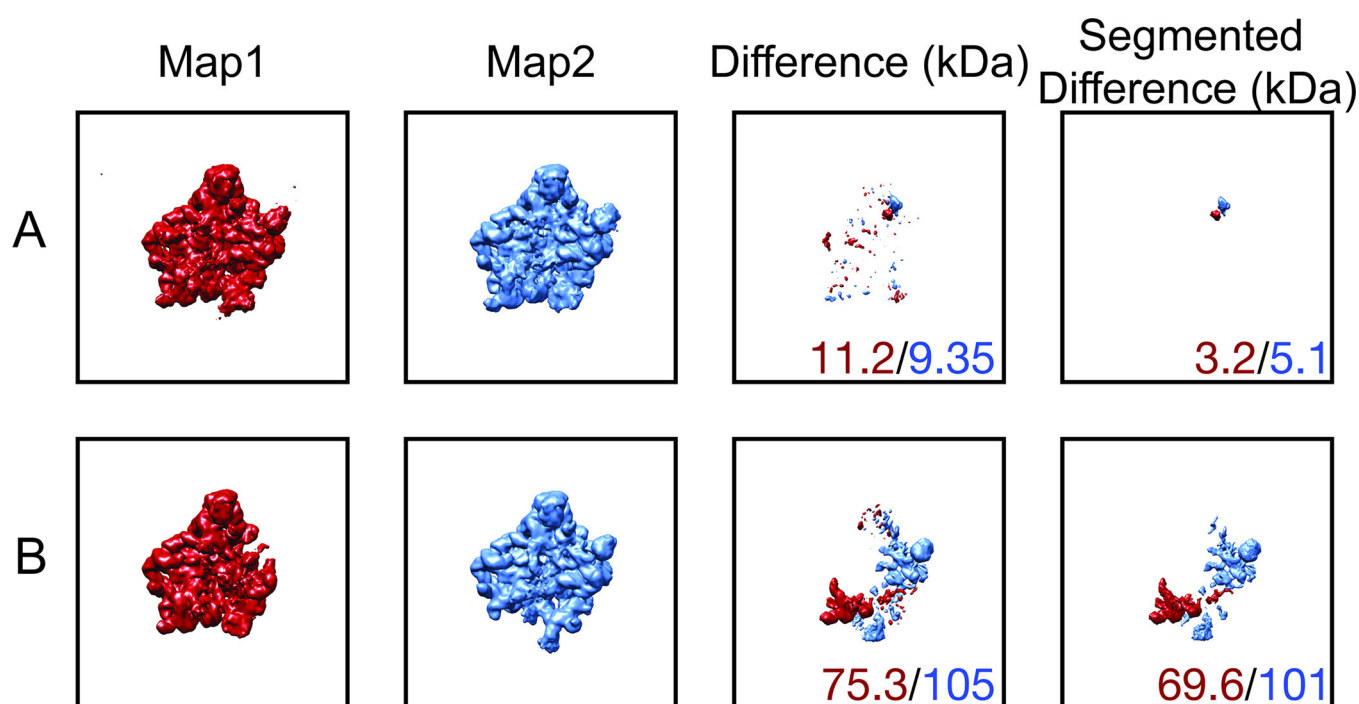 Map1
Map2
Difference (kDa)
Segmented
Difference (kDa)
A
11.2/9.35
3.2/5.1
B
75.3/105
69.6/101